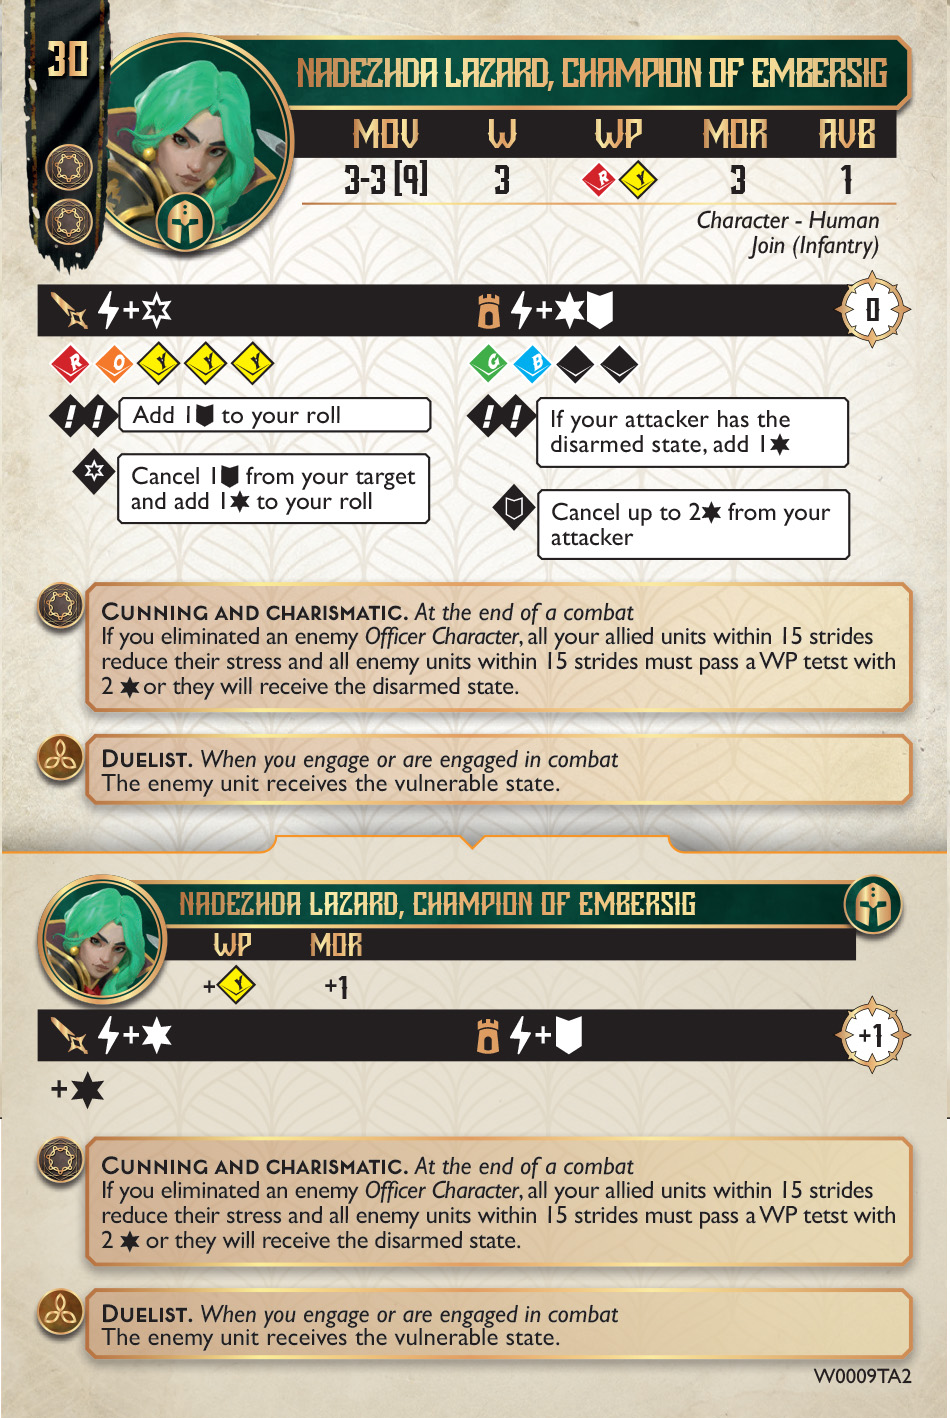 30
NADEZHDA LAZARD, CHAMPION OF EMBERSIG
MOV W WP MOR AVB
3-3 [9] 3 R Y 3 1
Character - Human
Join (Infantry)
+ + 0
R O Y Y Y G B
!! Add 1 to your roll
!! If your attacker has the
disarmed state, add 1
Cancel 1 from your target
and add 1 to your roll
Cancel up to 2 from your
attacker
CUNNING AND CHARISMATIC. At the end of a combat
If you eliminated an enemy Officer Character, all your allied units within 15 strides
reduce their stress and all enemy units within 15 strides must pass a WP tetst with
2 or they will receive the disarmed state.
DUELIST. When you engage or are engaged in combat
The enemy unit receives the vulnerable state.
NADEZHDA LAZARD, CHAMPION OF EMBERSIG
WP MOR
+Y +1
+ + +1
+
CUNNING AND CHARISMATIC. At the end of a combat
If you eliminated an enemy Officer Character, all your allied units within 15 strides
reduce their stress and all enemy units within 15 strides must pass a WP tetst with
2 or they will receive the disarmed state.
DUELIST. When you engage or are engaged in combat
The enemy unit receives the vulnerable state.
W0009TA2